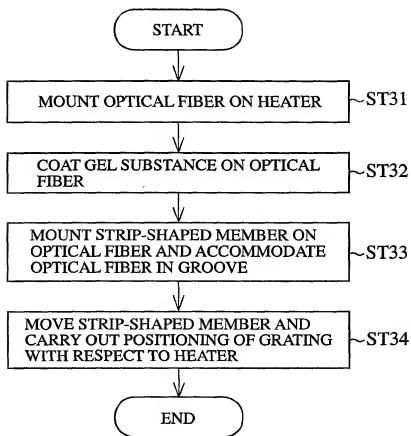 START
MOUNT OPTICAL FIBER ON HEATER
ST31
COAT GEL SUBSTANCE ON OPTICAL
FIBER
ST32
MOUNT STRIP-SHAPED MEMBER ON
OPTICAL FIBER AND ACCOMMODATE
OPTICAL FIBER IN GROOVE
ST33
MOVE STRIP-SHAPED MEMBER AND
CARRY OUT POSITIONING OF GRATING
WITH RESPECT TO HEATER
ST34
END